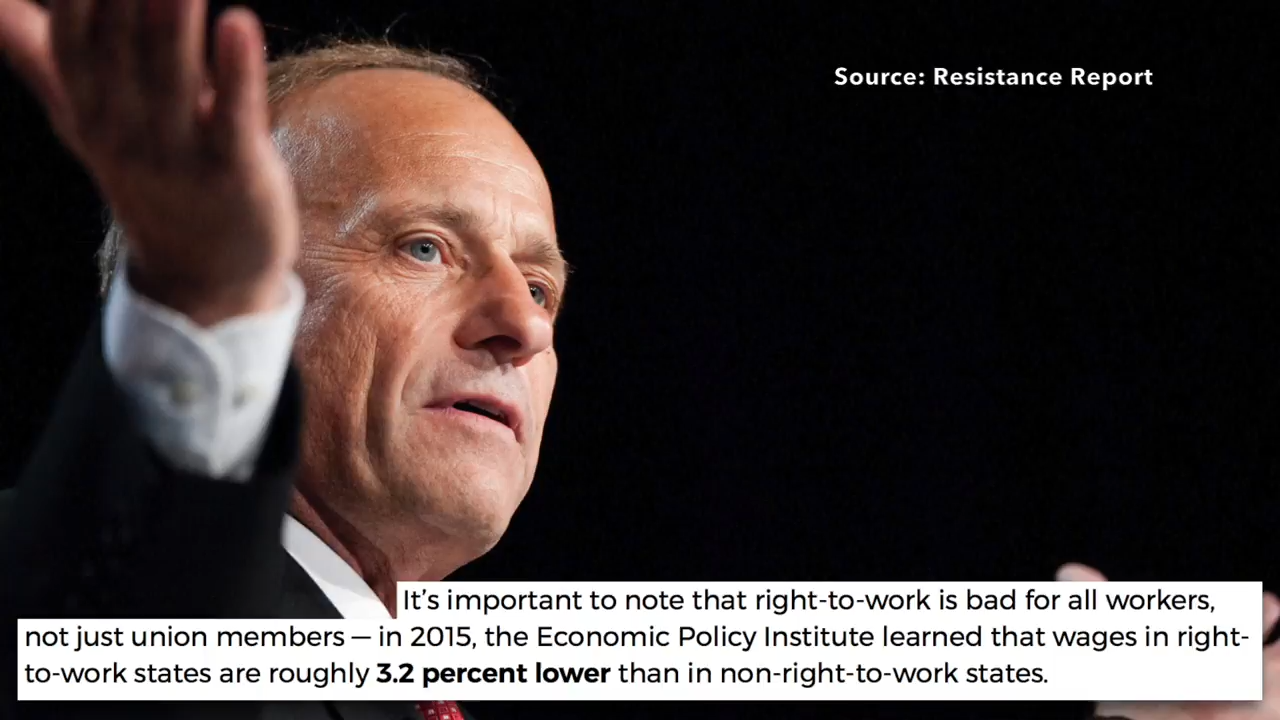 Source: Resistance Report
It's important to note that right-to-work is bad for all workers,
not just union members — in 2015, the Economic Policy Institute learned that wages in right-
to-work states are roughly 3.2 percent lower than in non-right-to-work states.